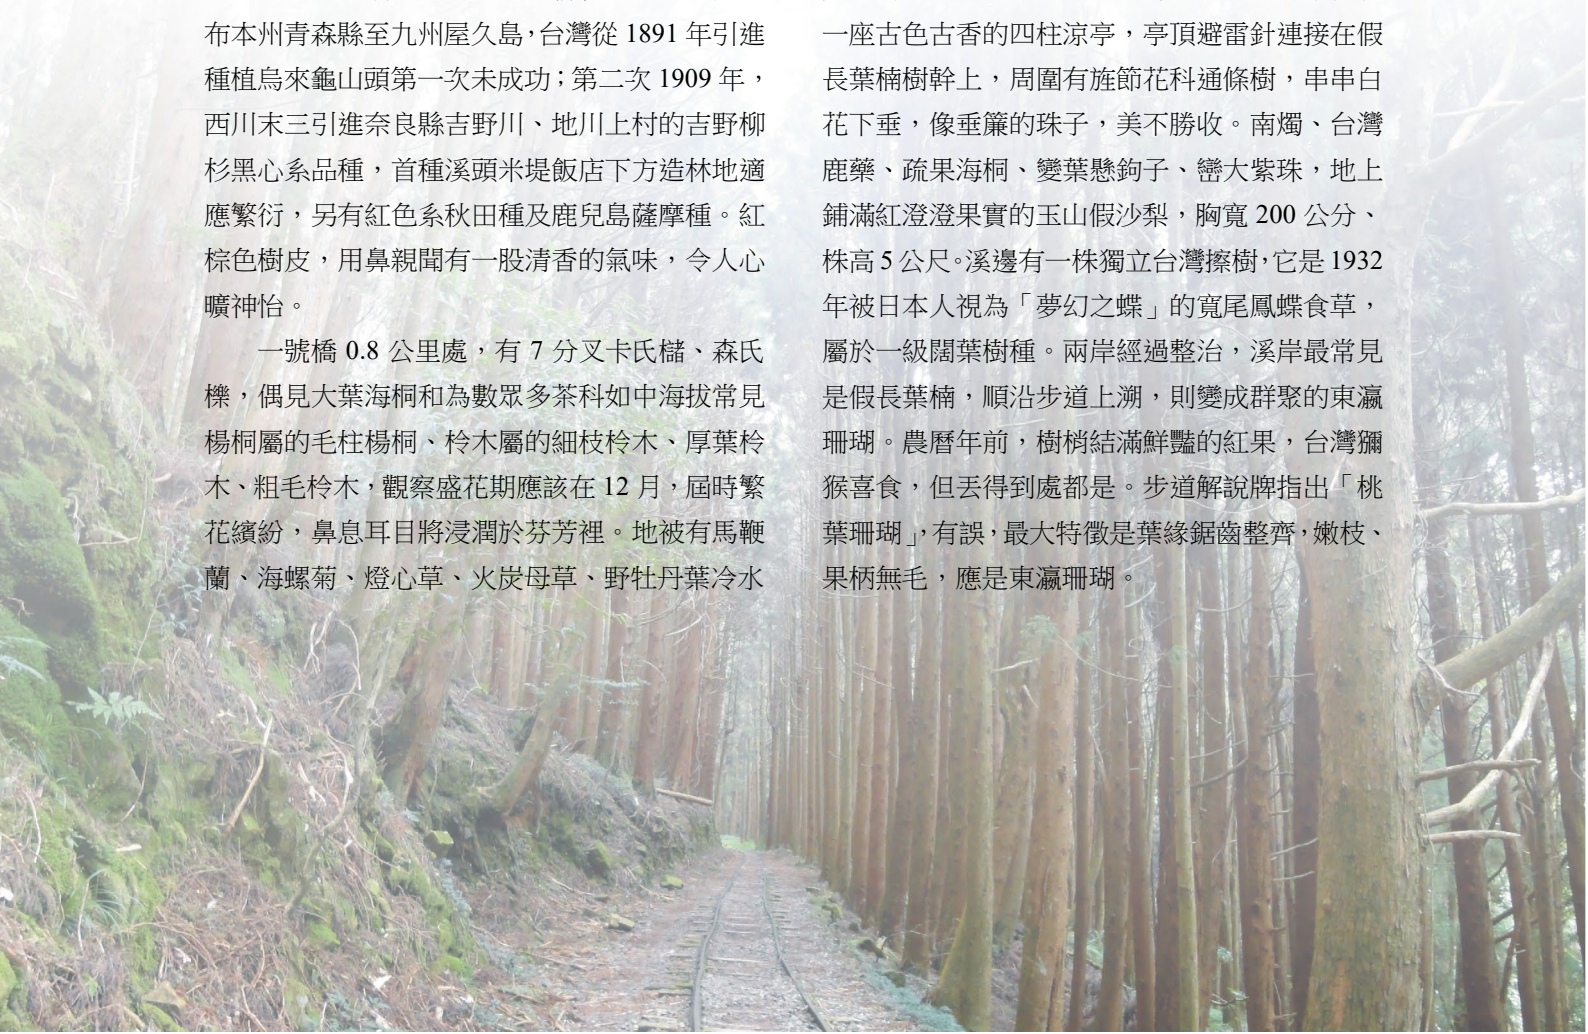 布本州青森縣至九州屋久島，台灣從 1891 年引進
種植烏來龜山頭第一次未成功；第二次 1909 年，
西川末三引進奈良縣吉野川、地川上村的吉野柳
杉黑心系品種，首種溪頭米堤飯店下方造林地適
應繁衍，另有紅色系秋田種及鹿兒島薩摩種。紅
棕色樹皮，用鼻親聞有一股清香的氣味，令人心
曠神怡。
一號橋 0.8 公里處，有 7 分叉卡氏櫧、森氏
櫟，偶見大葉海桐和為數眾多茶科如中海拔常見
楊桐屬的毛柱楊桐、柃木屬的細枝柃木、厚葉柃
木、粗毛柃木，觀察盛花期應該在 12 月，屆時繁
花繽紛，鼻息耳目將浸潤於芬芳裡。地被有馬鞭
蘭、海螺菊、燈心草、火炭母草、野牡丹葉冷水
一座古色古香的四柱涼亭，亭頂避雷針連接在假
長葉楠樹幹上，周圍有旌節花科通條樹，串串白
花下垂，像垂簾的珠子，美不勝收。南燭、台灣
鹿藥、疏果海桐、變葉懸鉤子、巒大紫珠，地上
鋪滿紅澄澄果實的玉山假沙梨，胸寬 200 公分、
株高 5 公尺。溪邊有一株獨立台灣擦樹，它是 1932
年被日本人視為「夢幻之蝶」的寬尾鳳蝶食草，
屬於一級闊葉樹種。兩岸經過整治，溪岸最常見
是假長葉楠，順沿步道上溯，則變成群聚的東瀛
珊瑚。農曆年前，樹梢結滿鮮豔的紅果，台灣獼
猴喜食，但丟得到處都是。步道解說牌指出「桃
葉珊瑚」，有誤，最大特徵是葉緣鋸齒整齊，嫩枝、
果柄無毛，應是東瀛珊瑚。